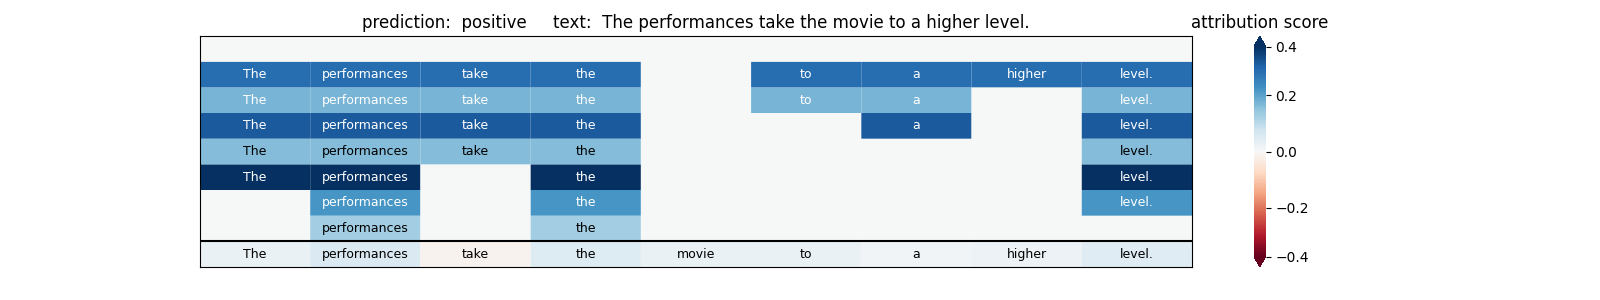 prediction: positive text: The performances take the movie to a higher level. attribution score
The performances take the to a higher level.
The performances take the to a level.
The performances take the a level.
The performances take the level.
The performances the level.
performances the level.
performances the
The performances take the movie to a higher level.
0.4
0.2
0.0
−0.2
−0.4